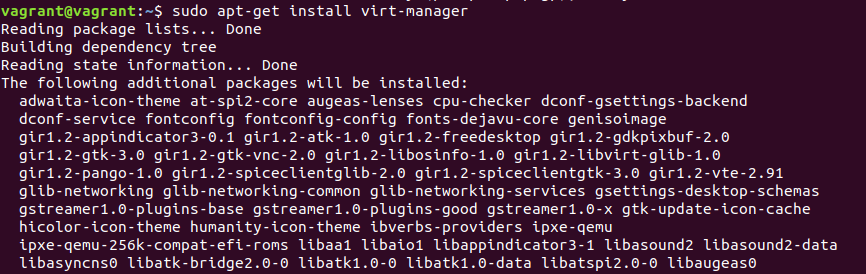 vagrant@vagrant:~$ sudo apt-get install virt-manager
Reading package lists... Done
Building dependency tree
Reading state information... Done
The following additional packages will be installed:
  adwaita-icon-theme at-spi2-core augeas-lenses cpu-checker dconf-gsettings-backend
  dconf-service fontconfig fontconfig-config fonts-dejavu-core genisoimage
  gir1.2-appindicator3-0.1 gir1.2-atk-1.0 gir1.2-freedesktop gir1.2-gdkpixbuf-2.0
  gir1.2-gtk-3.0 gir1.2-gtk-vnc-2.0 gir1.2-libosinfo-1.0 gir1.2-libvirt-glib-1.0
  gir1.2-pango-1.0 gir1.2-spiceclientglib-2.0 gir1.2-spiceclientgtk-3.0 gir1.2-vte-2.91
  glib-networking glib-networking-common glib-networking-services gsettings-desktop-schemas
  gstreamer1.0-plugins-base gstreamer1.0-plugins-good gstreamer1.0-x gtk-update-icon-cache
  hicolor-icon-theme humanity-icon-theme ibverbs-providers ipxe-qemu
  ipxe-qemu-256k-compat-efi-roms libaa1 libaio1 libappindicator3-1 libasound2 libasound2-data
  libasyncns0 libatk-bridge2.0-0 libatk1.0-0 libatk1.0-data libatspi2.0-0 libaugeas0